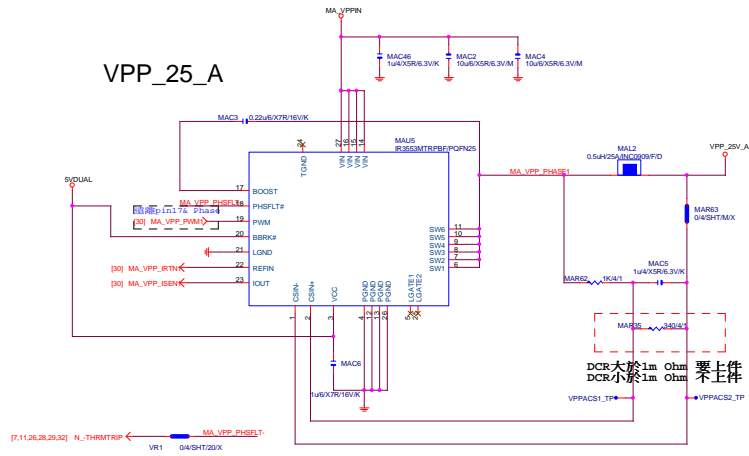 MA_VPPIN
VPP_25_A
MAC46
1u/4/X5R/6.3V/K
MAC2
10u/6/X5R/6.3V/M
MAC4
10u/6/X5R/6.3V/M
MAC3
0.22u/6/X7R/16V/K
MAU5
IR3553MTRPBF/PQFN25
24
TGND
27
16
15
14
VIN
VIN
VIN
VIN
5VDUAL
17
BOOST
MA_VPP_PHSFLT-
18
PHSFLT#
pin17& Phase
[30] MA_VPP_PWM1
19
PWM
20
BBRK#
21
LGND
[30] MA_VPP_IRTN1
22
REFIN
[30] MA_VPP_ISEN1
23
IOUT
SW6
11
SW5
10
SW4
9
SW3
8
SW2
7
SW1
6
CSIN-
CSIN+
VCC
PGND
PGND
PGND
PGND
LGATE1
LGATE2
1
2
3
4
12
13
26
5
25
MA_VPP_PHASE1
MAL2
0.5uH/25A/INC0909/F/D
VPP_25V_A
MAR63
0/4/SHT/M/X
MAR62
1K/4/1
MAC5
1u/4/X5R/6.3V/K
MAR35
340/4/1
DCR大於1m Ohm 要上件
DCR小於1m Ohm 不上件
VPPACS1_TP
VPPACS2_TP
MAC6
1u/6/X7R/16V/K
[7,11,26,28,29,32] N_-THRMTRIP
MA_VPP_PHSFLT-
VR1
0/4/SHT/20/X